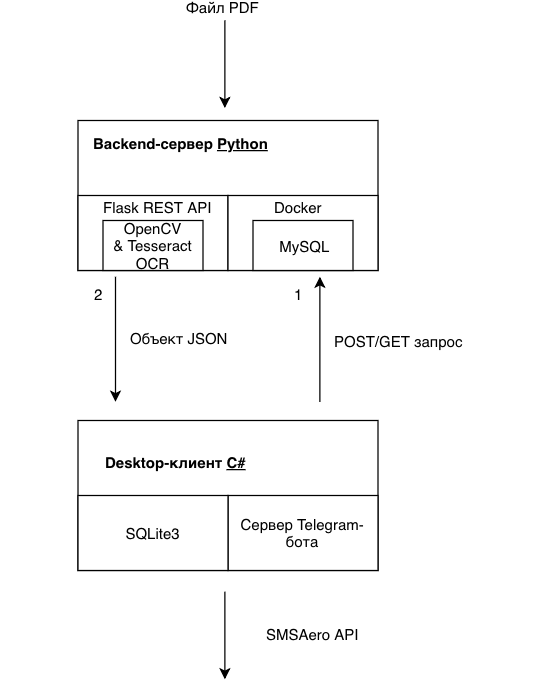 Файл PDF
Backend-сервер Python
Flask REST API
Docker
OpenCV
& Tesseract
OCR
MySQL
2
1
Объект JSON
POST/GET запрос
Desktop-клиент C#
SQLite3
Сервер Telegram-
бота
SMSAero API